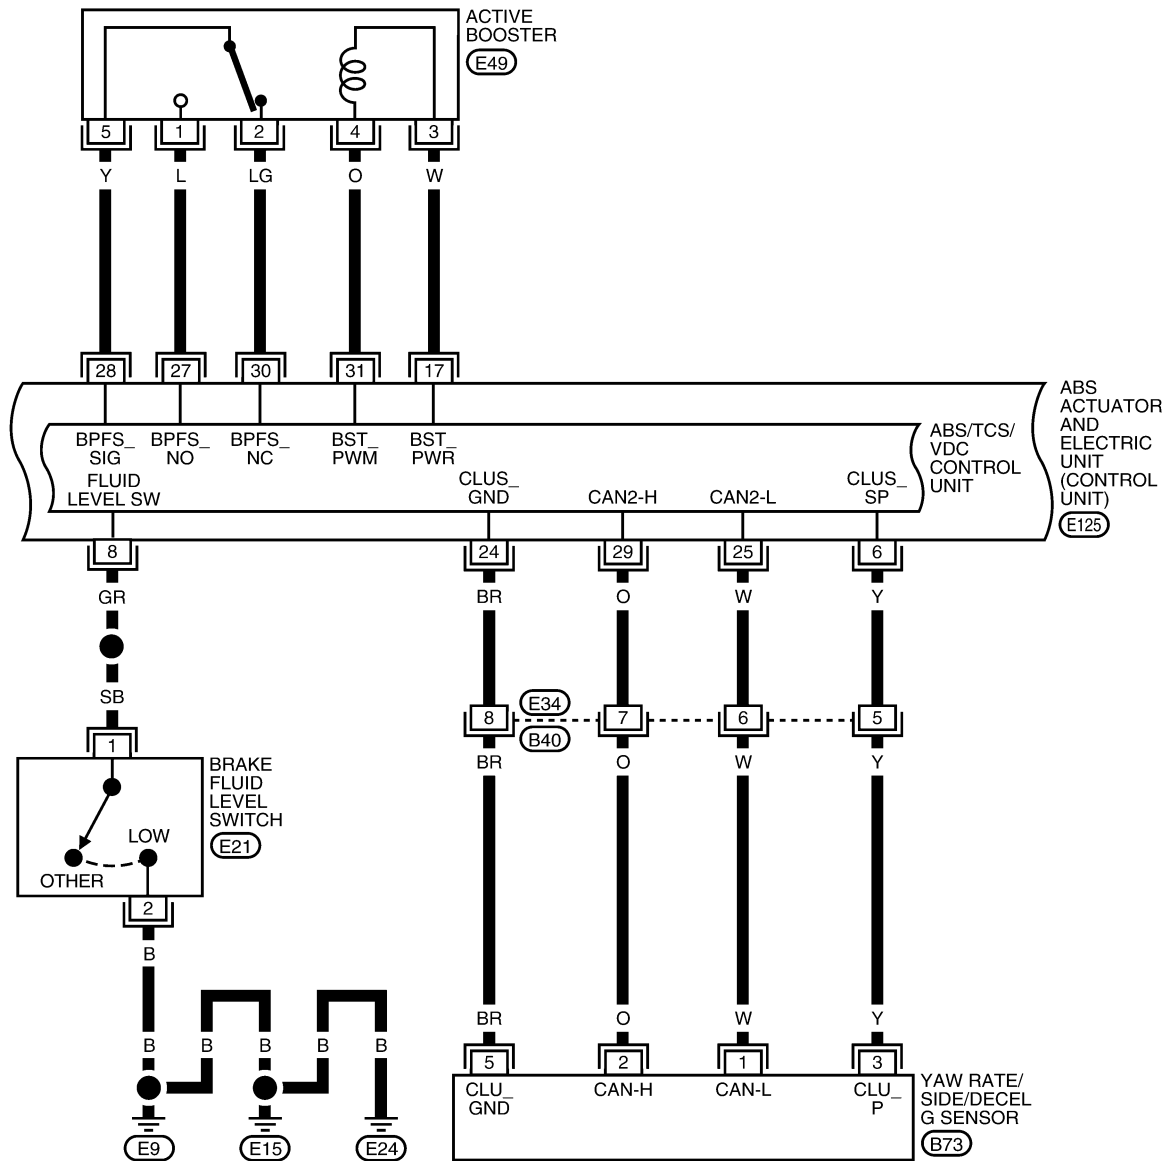 ACTIVE
BOOSTER
E49
5 1 2 4 3
Y L LG O W
28 27 30 31 17
ABS
ACTUATOR
AND
ELECTRIC
UNIT
(CONTROL
UNIT)
E125
BPFS_
SIG
BPFS_
NO
BPFS_
NC
BST_
PWM
BST_
PWR
ABS/TCS/
VDC
CONTROL
UNIT
FLUID
LEVEL SW
CLUS_
GND
CAN2-H
CAN2-L
CLUS_
SP
8 24 29 25 6
GR BR O W Y
SB
E34
8 7 6 5
B40
1
BR O W Y
BRAKE
FLUID
LEVEL
SWITCH
E21
LOW
OTHER
2
B
BR O W Y
B B B B B
5 2 1 3
CLU_
GND
CAN-H
CAN-L
CLU_
P
YAW RATE/
SIDE/DECEL
G SENSOR
B73
E9 E15 E24